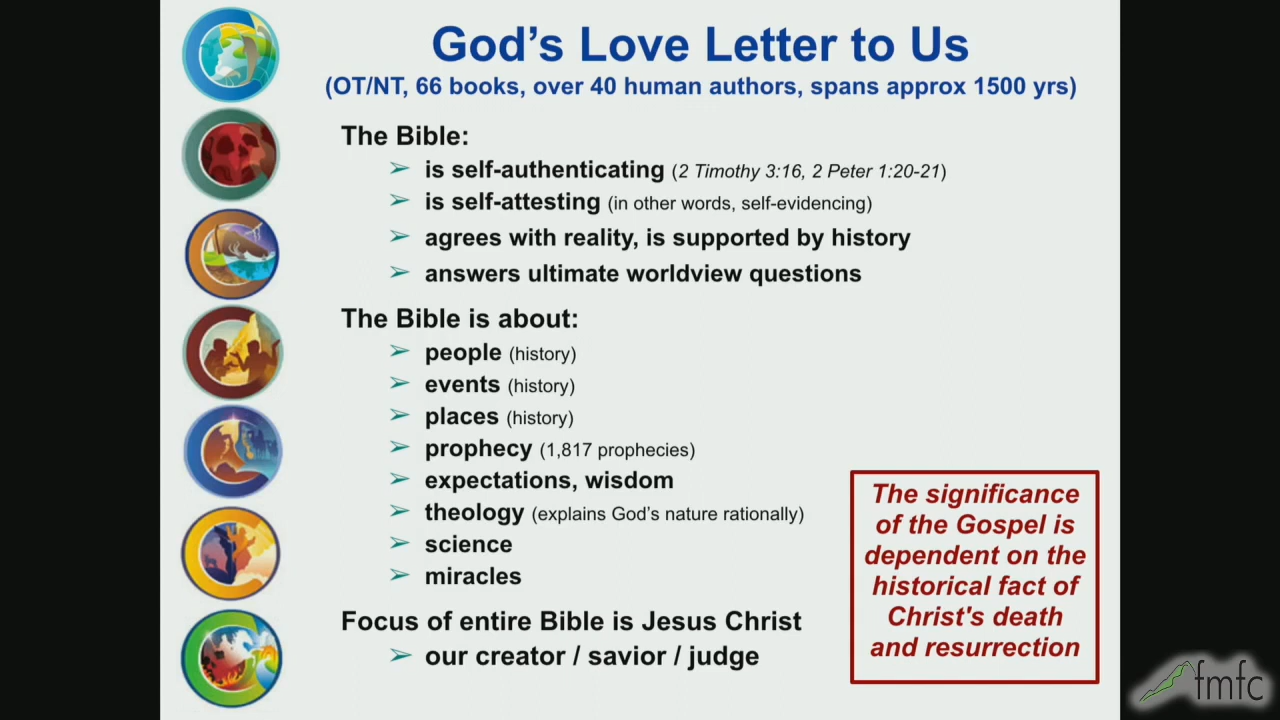 God's Love Letter to Us
(OT/NT, 66 books, over 40 human authors, spans approx 1500 yrs)
The Bible:
➢ is self-authenticating (2 Timothy 3:16, 2 Peter 1:20-21)
➢ is self-attesting (in other words, self-evidencing)
➢ agrees with reality, is supported by history
➢ answers ultimate worldview questions
The Bible is about:
➢ people (history)
➢ events (history)
➢ places (history)
➢ prophecy (1,817 prophecies)
➢ expectations, wisdom
➢ theology (explains God's nature rationally)
➢ science
➢ miracles
Focus of entire Bible is Jesus Christ
➢ our creator / savior / judge
The significance
of the Gospel is
dependent on the
historical fact of
Christ's death
and resurrection
fmfc